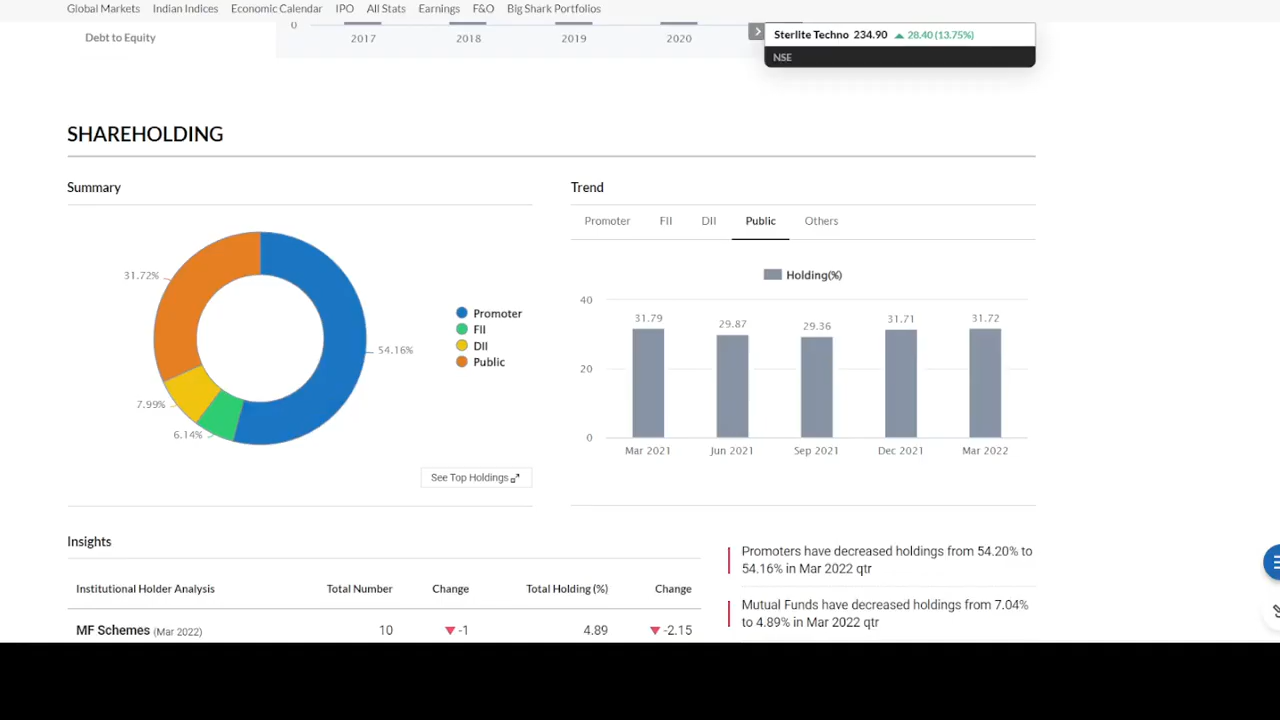 Global Markets Indian Indices Economic Calendar IPO All Stats Earnings F&O Big Shark Portfolios
0
Debt to Equity
2017 2018 2019 2020
Sterlite Techno 234.90 ▲ 28.40 (13.75%)
NSE
SHAREHOLDING
Summary
31.72%
54.16%
7.99%
6.14%
Promoter
FII
DII
Public
See Top Holdings
Trend
Promoter FII DII Public Others
Holding(%)
40
20
0
31.79 29.87 29.36 31.71 31.72
Mar 2021 Jun 2021 Sep 2021 Dec 2021 Mar 2022
Insights
Institutional Holder Analysis Total Number Change Total Holding (%) Change
MF Schemes (Mar 2022) 10 ▼ -1 4.89 ▼ -2.15
Promoters have decreased holdings from 54.20% to
54.16% in Mar 2022 qtr
Mutual Funds have decreased holdings from 7.04%
to 4.89% in Mar 2022 qtr